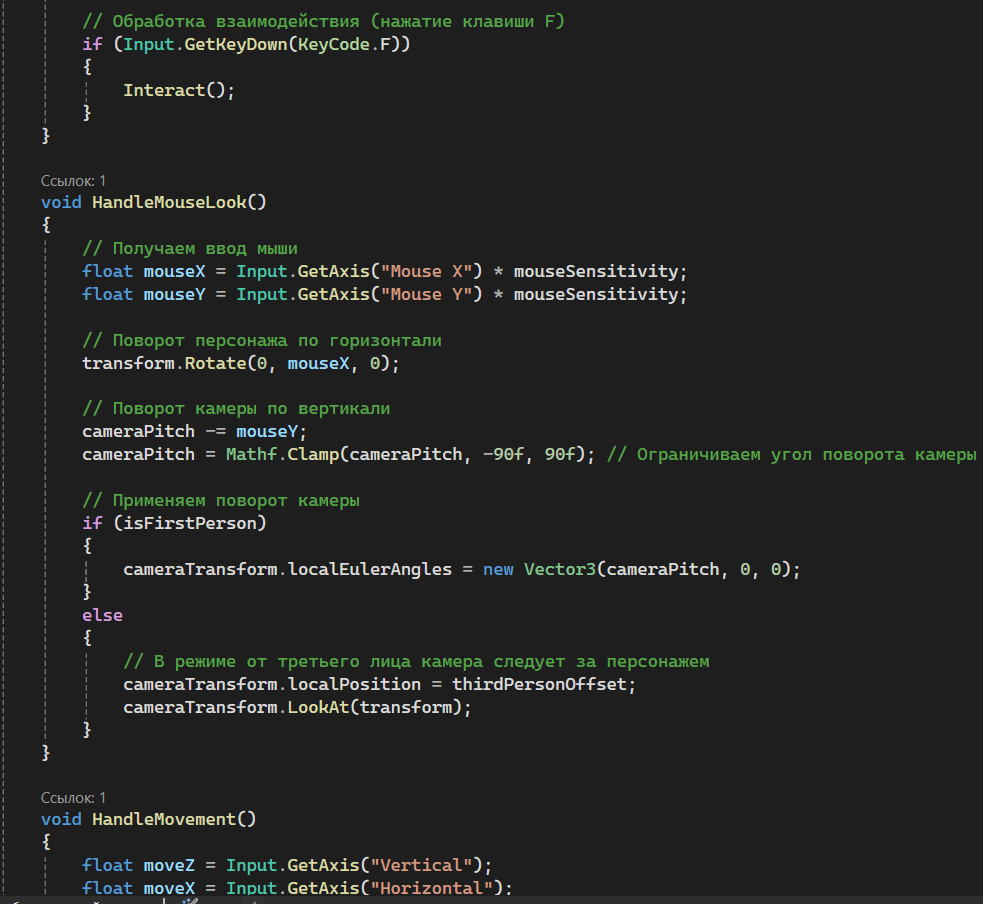 // Обработка взаимодействия (нажатие клавиши F)
if (Input.GetKeyDown(KeyCode.F))
{
Interact();
}
}
Ссылок: 1
void HandleMouseLook()
{
// Получаем ввод мыши
float mouseX = Input.GetAxis("Mouse X") * mouseSensitivity;
float mouseY = Input.GetAxis("Mouse Y") * mouseSensitivity;
// Поворот персонажа по горизонтали
transform.Rotate(0, mouseX, 0);
// Поворот камеры по вертикали
cameraPitch -= mouseY;
cameraPitch = Mathf.Clamp(cameraPitch, -90f, 90f); // Ограничиваем угол поворота камеры
// Применяем поворот камеры
if (isFirstPerson)
{
cameraTransform.localEulerAngles = new Vector3(cameraPitch, 0, 0);
}
else
{
// В режиме от третьего лица камера следует за персонажем
cameraTransform.localPosition = thirdPersonOffset;
cameraTransform.LookAt(transform);
}
}
Ссылок: 1
void HandleMovement()
{
float moveZ = Input.GetAxis("Vertical");
float moveX = Input.GetAxis("Horizontal");